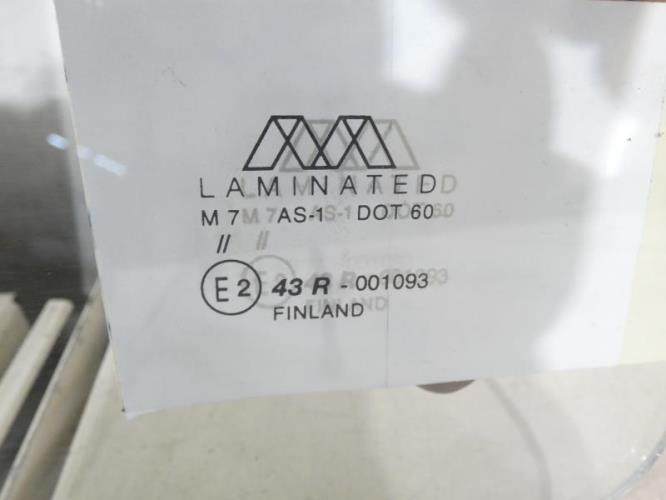 LAMINATED
M 7 AS-1 DOT 60
//
E2 43 R - 001093
FINLAND